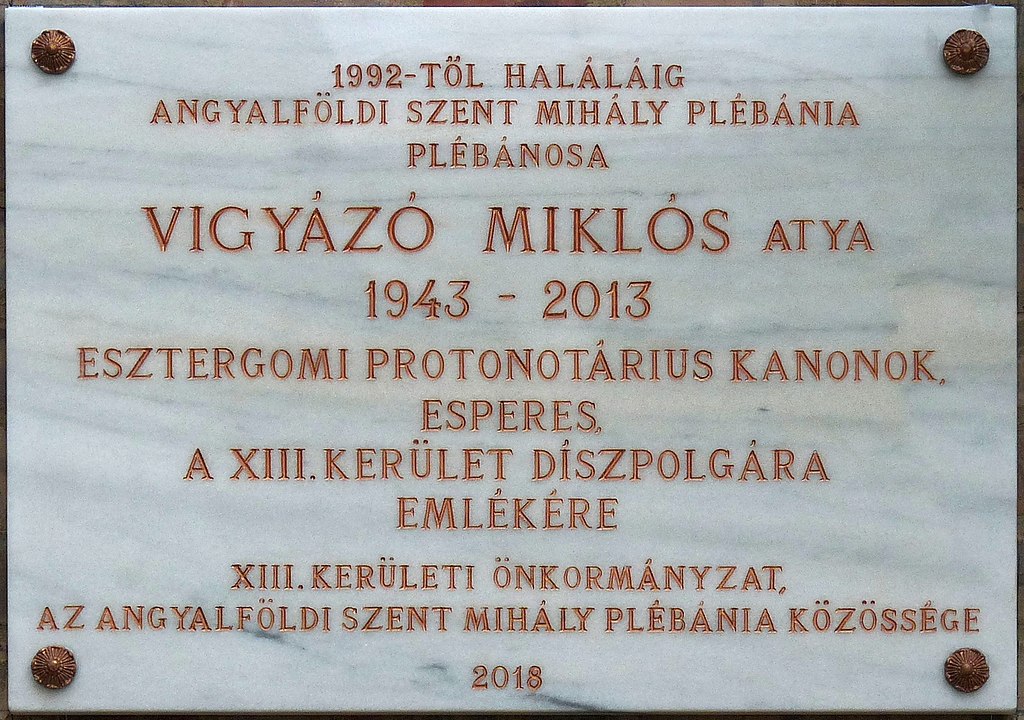 1992-TŐL HALÁLÁIG
ANGYALFÖLDI SZENT MIHÁLY PLÉBÁNIA
PLÉBÁNOSA
VIGYÁZÓ MIKLÓS ATYA
1943 - 2013
ESZTERGOMI PROTONOTÁRIUS KANONOK,
ESPERES,
A XIII. KERÜLET DÍSZPOLGÁRA
EMLÉKÉRE
XIII. KERÜLETI ÖNKORMÁNYZAT,
AZ ANGYALFÖLDI SZENT MIHÁLY PLÉBÁNIA KÖZÖSSÉGE
2018